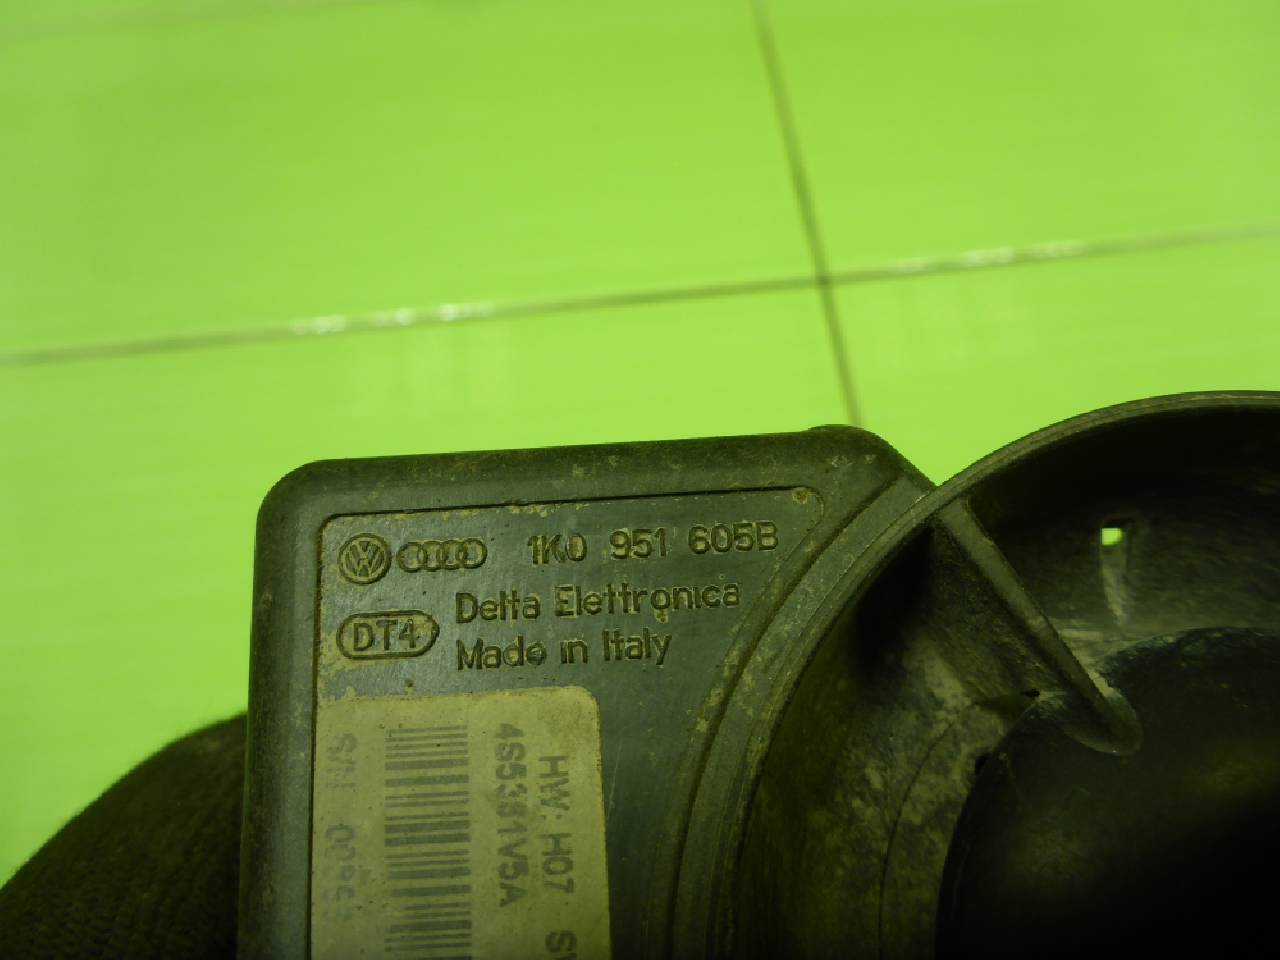 1K0 951 605B
Delta Elettronica
DT4
Made in Italy
HW: H07
4S5361V5A